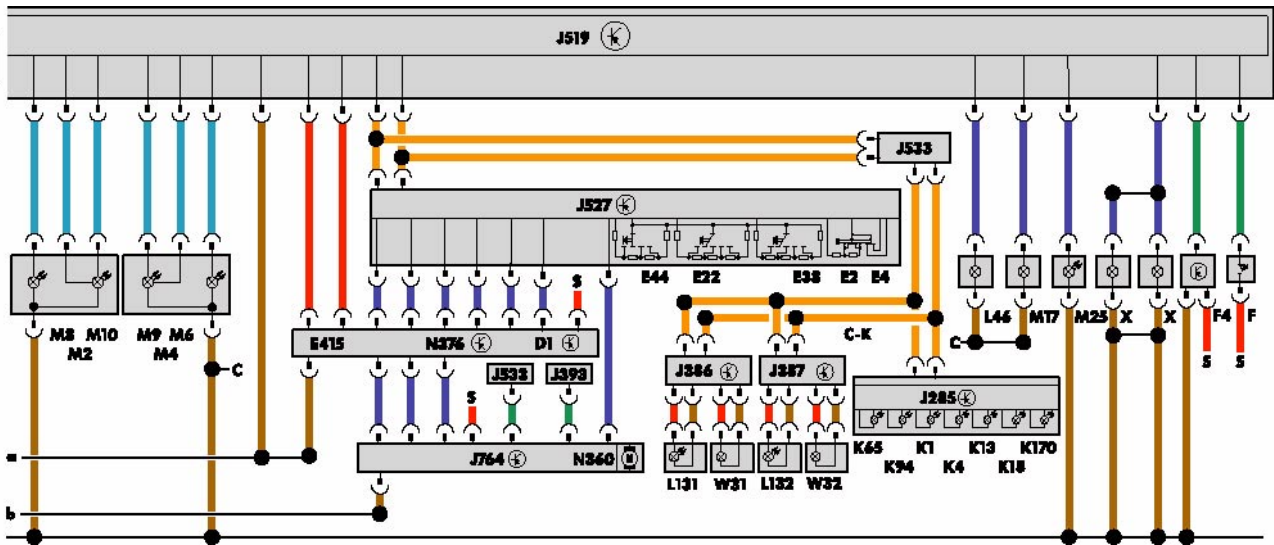 J519
J533
J527
E44 E22 E38 E2 E4
M8 M10
M2
M9 M6
M4
C
S
E415 N376 D1
J533 J393
S
J764 N360
a
b
C-K
J386 J387
L131 W31 L132 W32
J285
K65 K1 K13 K170
K94 K4 K18
L46 M17 M25 X X F4 F
C
S S